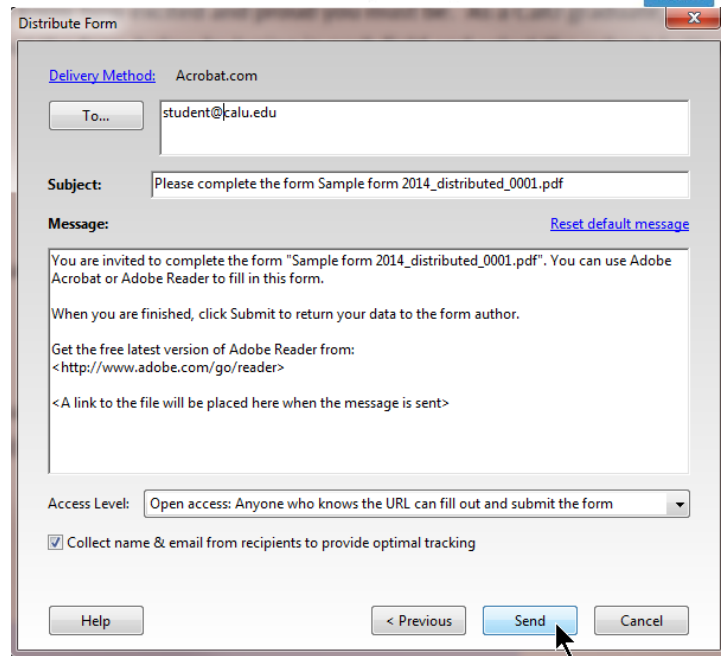 Distribute Form
Delivery Method: Acrobat.com
To... student@calu.edu
Subject: Please complete the form Sample form 2014_distributed_0001.pdf
Message: Reset default message
You are invited to complete the form "Sample form 2014_distributed_0001.pdf". You can use Adobe
Acrobat or Adobe Reader to fill in this form.
When you are finished, click Submit to return your data to the form author.
Get the free latest version of Adobe Reader from:
<http://www.adobe.com/go/reader>
<A link to the file will be placed here when the message is sent>
Access Level: Open access: Anyone who knows the URL can fill out and submit the form
Collect name & email from recipients to provide optimal tracking
Help < Previous Send Cancel